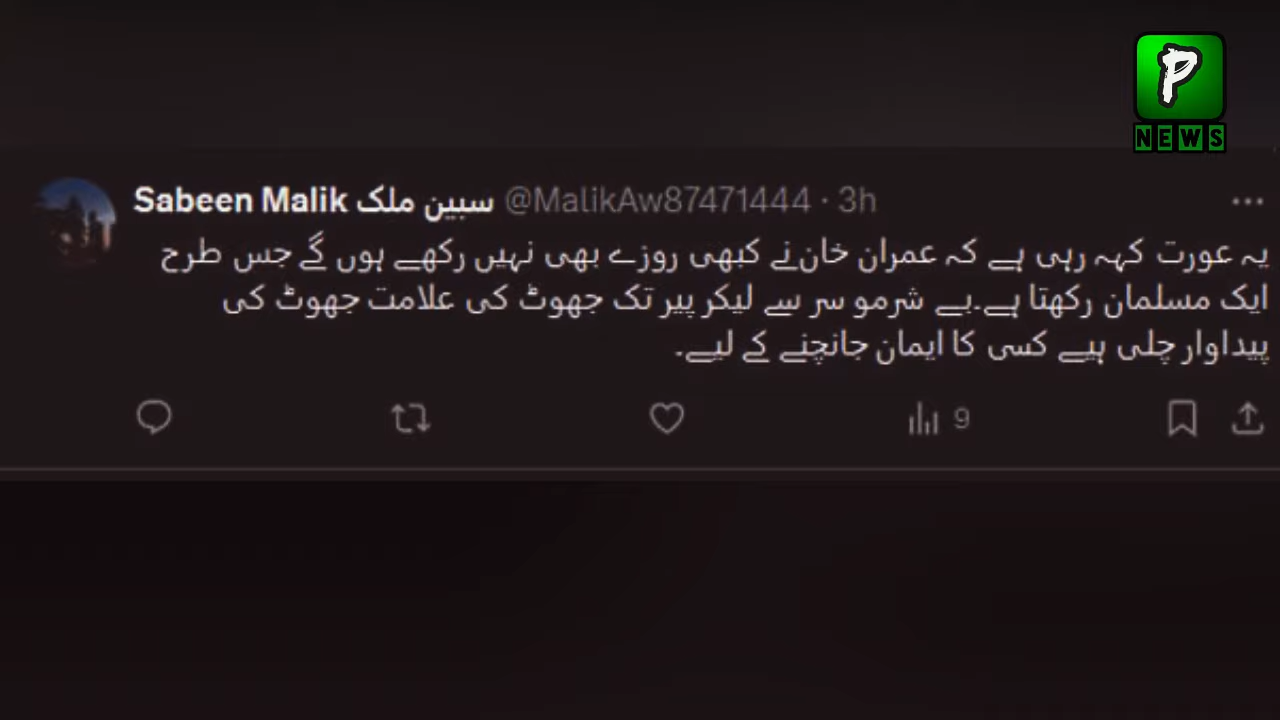 P
NEWS
Sabeen Malik سبین ملک @MalikAw87471444 · 3h
یہ عورت کہہ رہی ہے کہ عمران خان نے کبھی روزے بھی نہیں رکھے ہوں گے جس طرح
ایک مسلمان رکھتا ہے۔بے شرمو سر سے لیکر پیر تک جھوٹ کی علامت جھوٹ کی
پیداوار چلی ہیے کسی کا ایمان جانچنے کے لیے۔
9